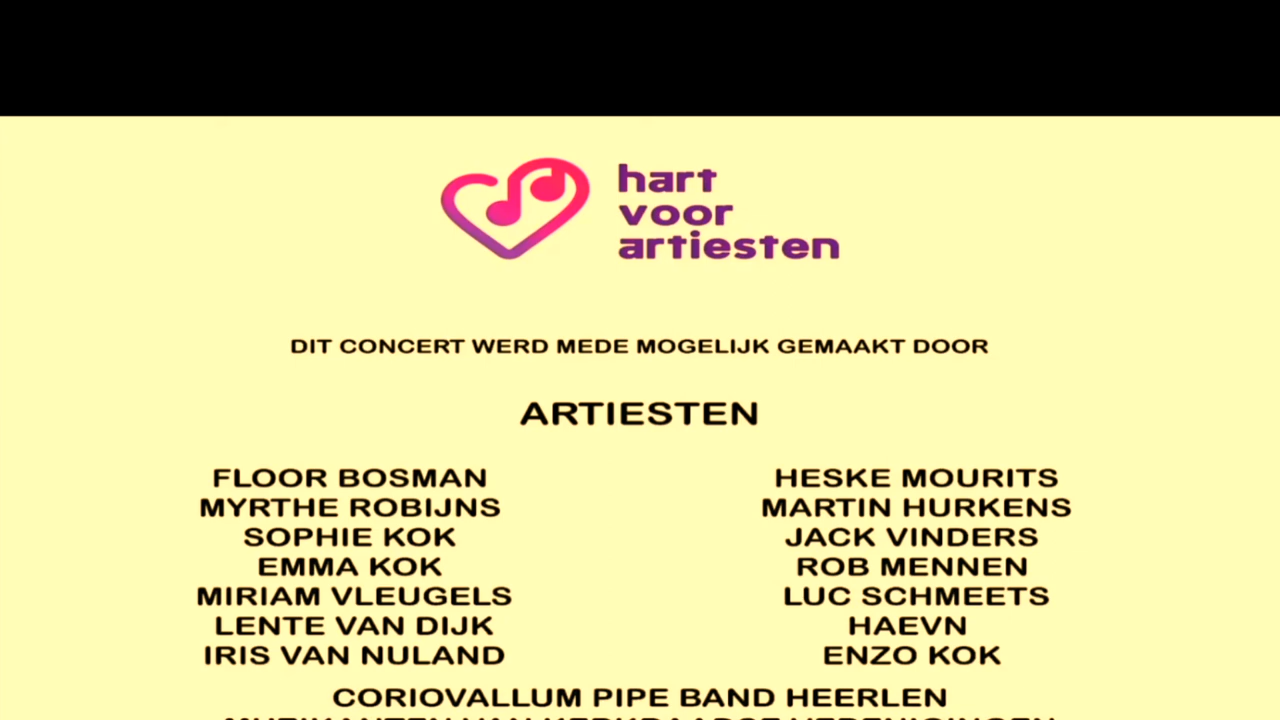 hart
voor
artiesten
DIT CONCERT WERD MEDE MOGELIJK GEMAAKT DOOR
ARTIESTEN
FLOOR BOSMAN
MYRTHE ROBIJNS
SOPHIE KOK
EMMA KOK
MIRIAM VLEUGELS
LENTE VAN DIJK
IRIS VAN NULAND
HESKE MOURITS
MARTIN HURKENS
JACK VINDERS
ROB MENNEN
LUC SCHMEETS
HAEVN
ENZO KOK
CORIOVALLUM PIPE BAND HEERLEN